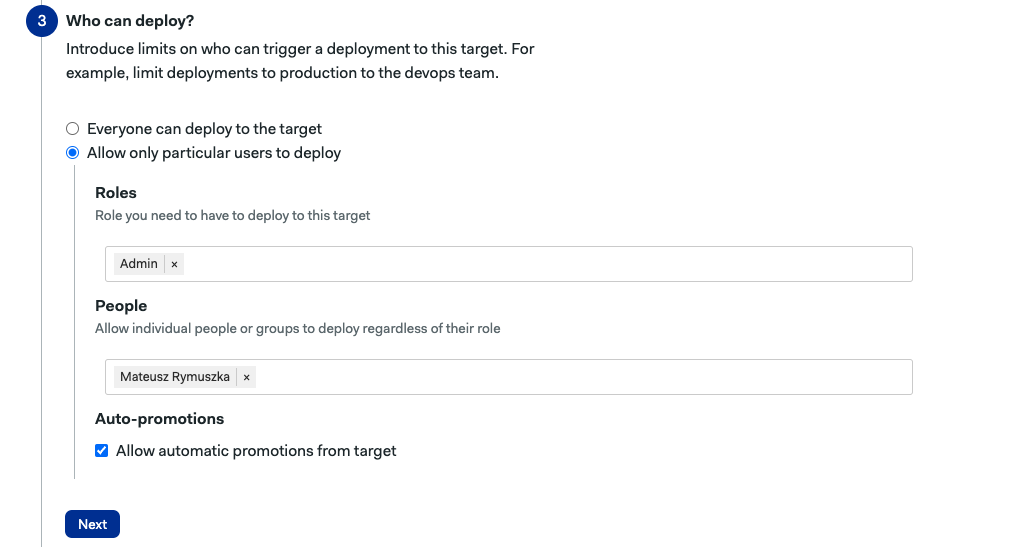 3
Who can deploy?
Introduce limits on who can trigger a deployment to this target. For
example, limit deployments to production to the devops team.
Everyone can deploy to the target
Allow only particular users to deploy
Roles
Role you need to have to deploy to this target
Admin ×
People
Allow individual people or groups to deploy regardless of their role
Mateusz Rymuszka ×
Auto-promotions
Allow automatic promotions from target
Next